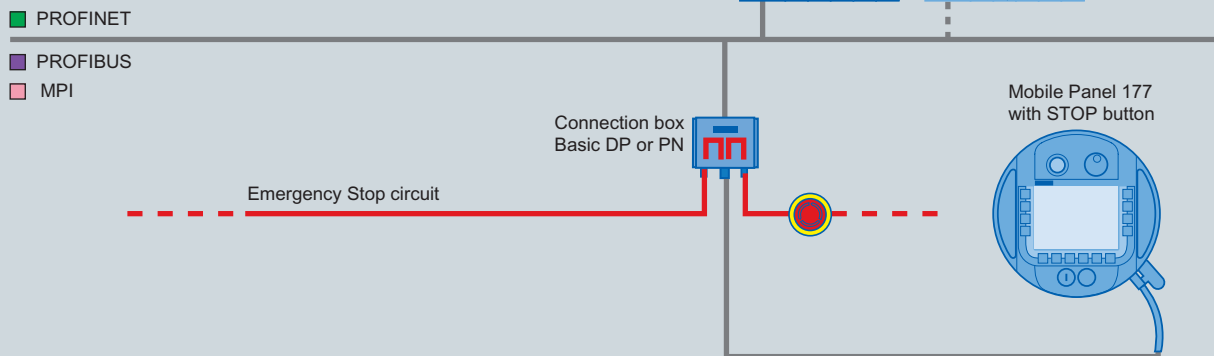 PROFINET
PROFIBUS
MPI
Connection box
Basic DP or PN
Emergency Stop circuit
Mobile Panel 177
with STOP button